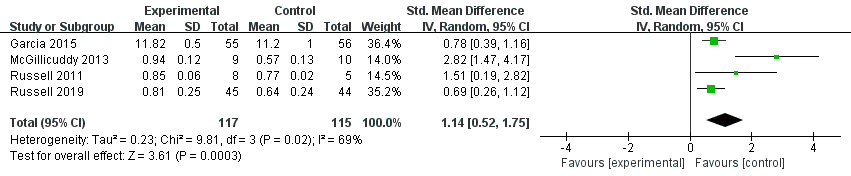 Experimental Control Std. Mean Difference Std. Mean Difference
Study or Subgroup Mean SD Total Mean SD Total Weight IV, Random, 95% CI IV, Random, 95% CI
Garcia 2015 11.82 0.5 55 11.2 1 56 36.4% 0.78 [0.39, 1.16]
McGillicuddy 2013 0.94 0.12 9 0.57 0.13 10 14.0% 2.82 [1.47, 4.17]
Russell 2011 0.85 0.06 8 0.77 0.02 5 14.4% 1.51 [0.19, 2.82]
Russell 2019 0.81 0.25 45 0.64 0.24 44 35.2% 0.69 [0.26, 1.12]
Total (95% CI) 117 115 100.0% 1.14 [0.52, 1.75]
Heterogeneity: Tau² = 0.23; Chi² = 9.81, df = 3 (P = 0.02); I² = 69%
Test for overall effect: Z = 3.61 (P = 0.0003)
-4 -2 0 2 4
Favours [experimental] Favours [control]